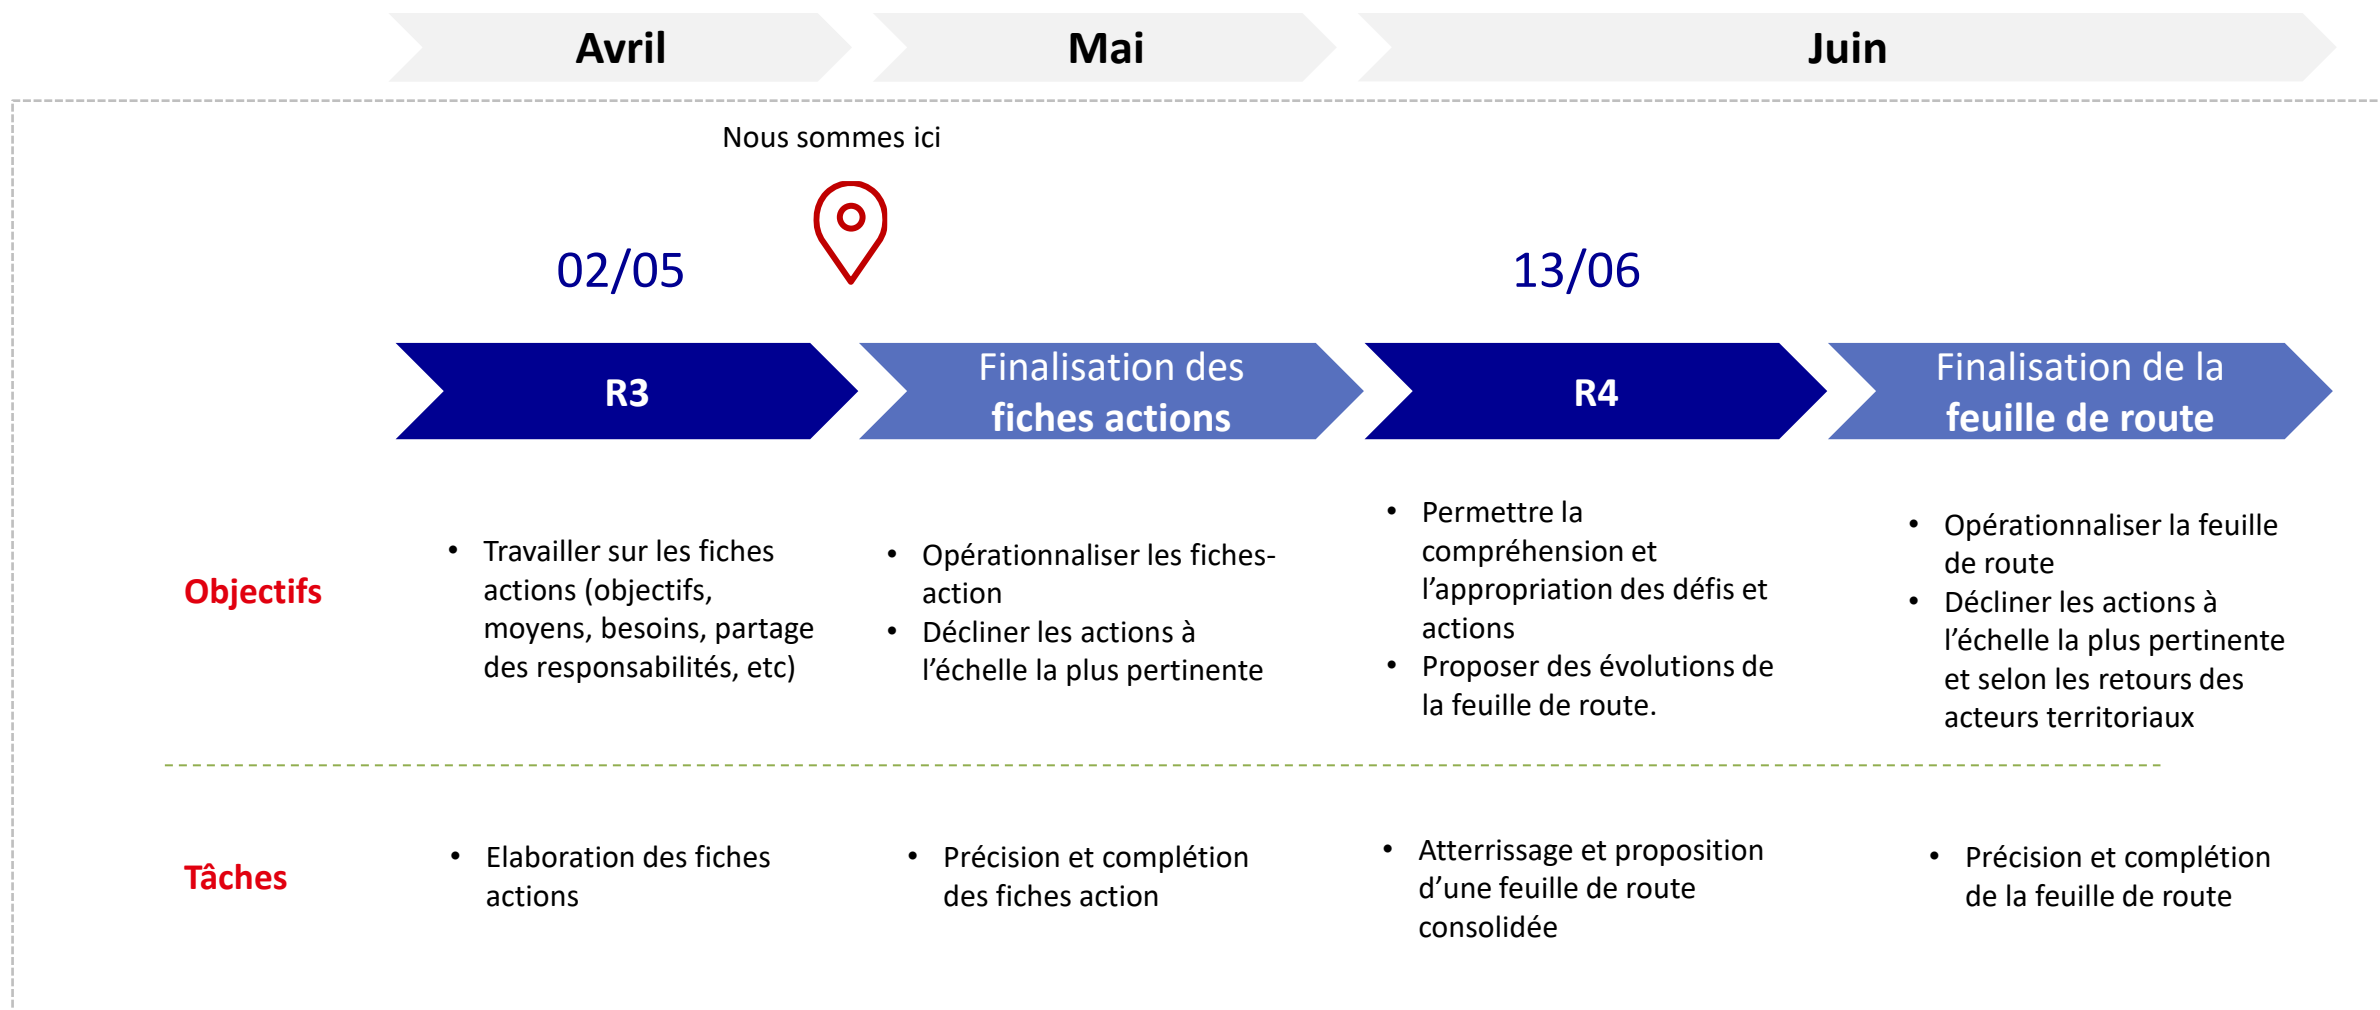 Avril
Mai
Juin
Nous sommes ici
02/05
13/06
R3
Finalisation des
fiches actions
R4
Finalisation de la
feuille de route
Objectifs
• Travailler sur les fiches
actions (objectifs,
moyens, besoins, partage
des responsabilités, etc)
• Opérationnaliser les fiches-
action
• Décliner les actions à
l’échelle la plus pertinente
• Permettre la
compréhension et
l’appropriation des défis et
actions
• Proposer des évolutions de
la feuille de route.
• Opérationnaliser la feuille
de route
• Décliner les actions à
l’échelle la plus pertinente
et selon les retours des
acteurs territoriaux
Tâches
• Elaboration des fiches
actions
• Précision et complétion
des fiches action
• Atterrissage et proposition
d’une feuille de route
consolidée
• Précision et complétion
de la feuille de route